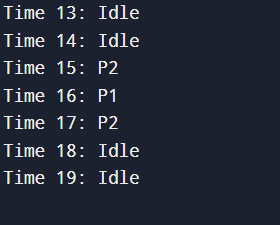 Time 13: Idle
Time 14: Idle
Time 15: P2
Time 16: P1
Time 17: P2
Time 18: Idle
Time 19: Idle